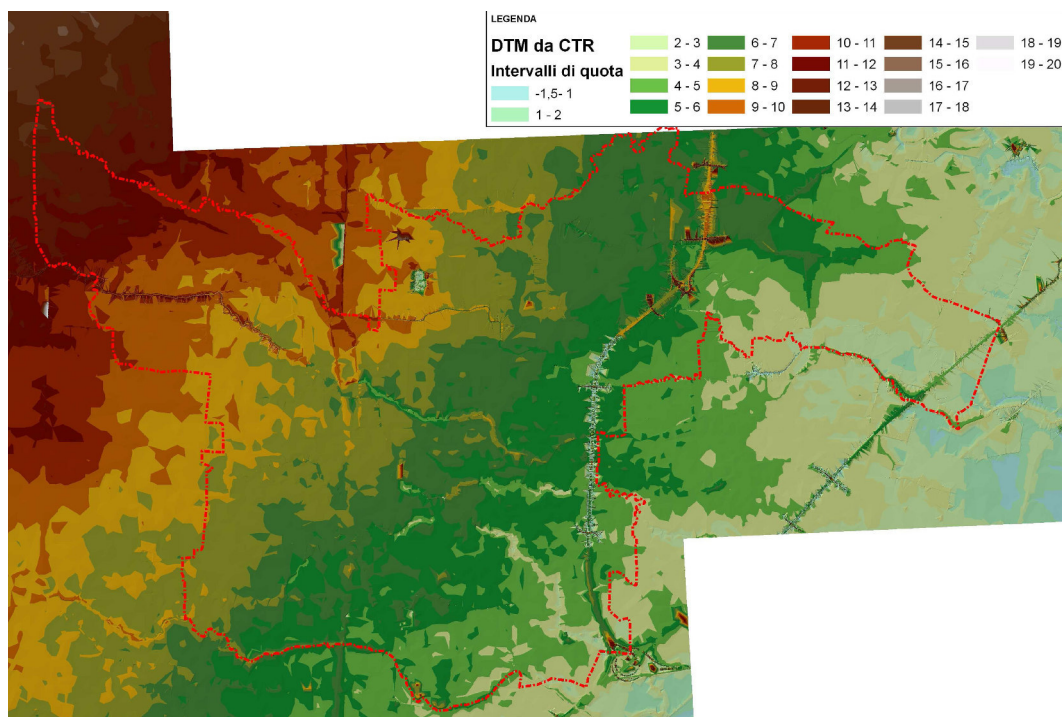 LEGENDA
DTM da CTR
Intervalli di quota
-1,5- 1
1 - 2
2 - 3
3 - 4
4 - 5
5 - 6
6 - 7
7 - 8
8 - 9
9 - 10
10 - 11
11 - 12
12 - 13
13 - 14
14 - 15
15 - 16
16 - 17
17 - 18
18 - 19
19 - 20